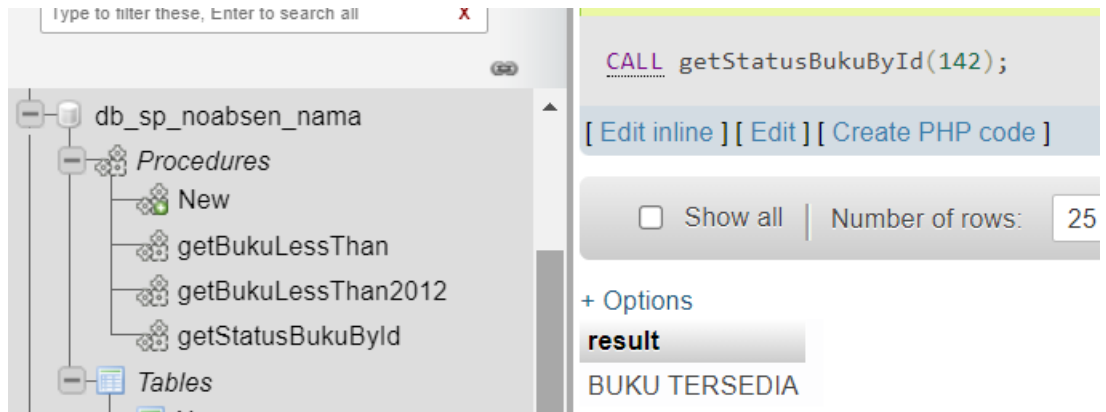 Type to filter these, Enter to search all X
db_sp_noabsen_nama
Procedures
New
getBukuLessThan
getBukuLessThan2012
getStatusBukuById
Tables
CALL getStatusBukuById(142);
[ Edit inline ] [ Edit ] [ Create PHP code ]
Show all | Number of rows: 25
+ Options
result
BUKU TERSEDIA